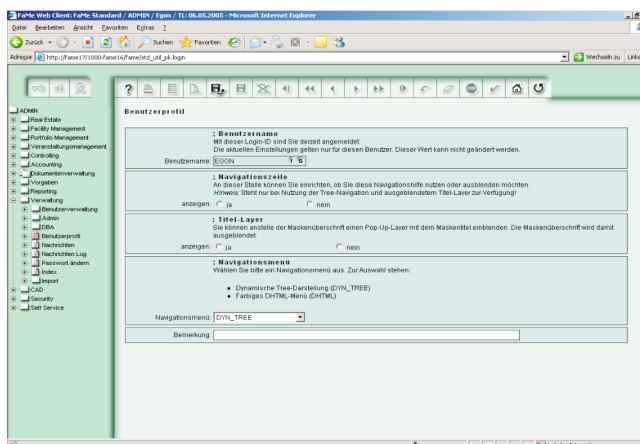 FaMe Web Client: FaMe Standard / ADMIN / Egon / TL: 06.05.2005 - Microsoft Internet Explorer
Datei Bearbeiten Ansicht Favoriten Extras ?
Zurück Suchen Favoriten
Adresse http://fame17/1000-fame16/fame/std_util_pk.login Wechseln zu Links
ADMIN
Real Estate
Facility Management
Portfolio Management
Veranstaltungsmanagement
Controlling
Accounting
Dokumentenverwaltung
Vorgaben
Reporting
Verwaltung
Benutzerverwaltung
Admin
DBA
Benutzerprofil
Nachrichten
Nachrichten Log
Passwort ändern
Index
Import
CAD
Security
Self Service
Benutzerprofil
: Benutzername
Mit dieser Login-ID sind Sie derzeit angemeldet.
Die aktuellen Einstellungen gelten nur für diesen Benutzer. Dieser Wert kann nicht geändert werden.
Benutzername: EGON
: Navigationszeile
An dieser Stelle können Sie einrichten, ob Sie diese Navigationshilfe nutzen oder ausblenden möchten.
Hinweis: Steht nur bei Nutzung der Tree-Navigation und ausgeblendetem Titel-Layer zur Verfügung!
anzeigen: ja nein
: Titel-Layer
Sie können anstelle der Maskenüberschrift einen Pop-Up-Layer mit dem Maskentitel einblenden. Die Maskenüberschrift wird damit
ausgeblendet.
anzeigen: ja nein
: Navigationsmenü
Wählen Sie bitte ein Navigationsmenü aus. Zur Auswahl stehen:
Dynamische Tree-Darstellung (DYN_TREE)
Farbiges DHTML-Menü (DHTML)
Navigationsmenü: DYN_TREE
Bemerkung: